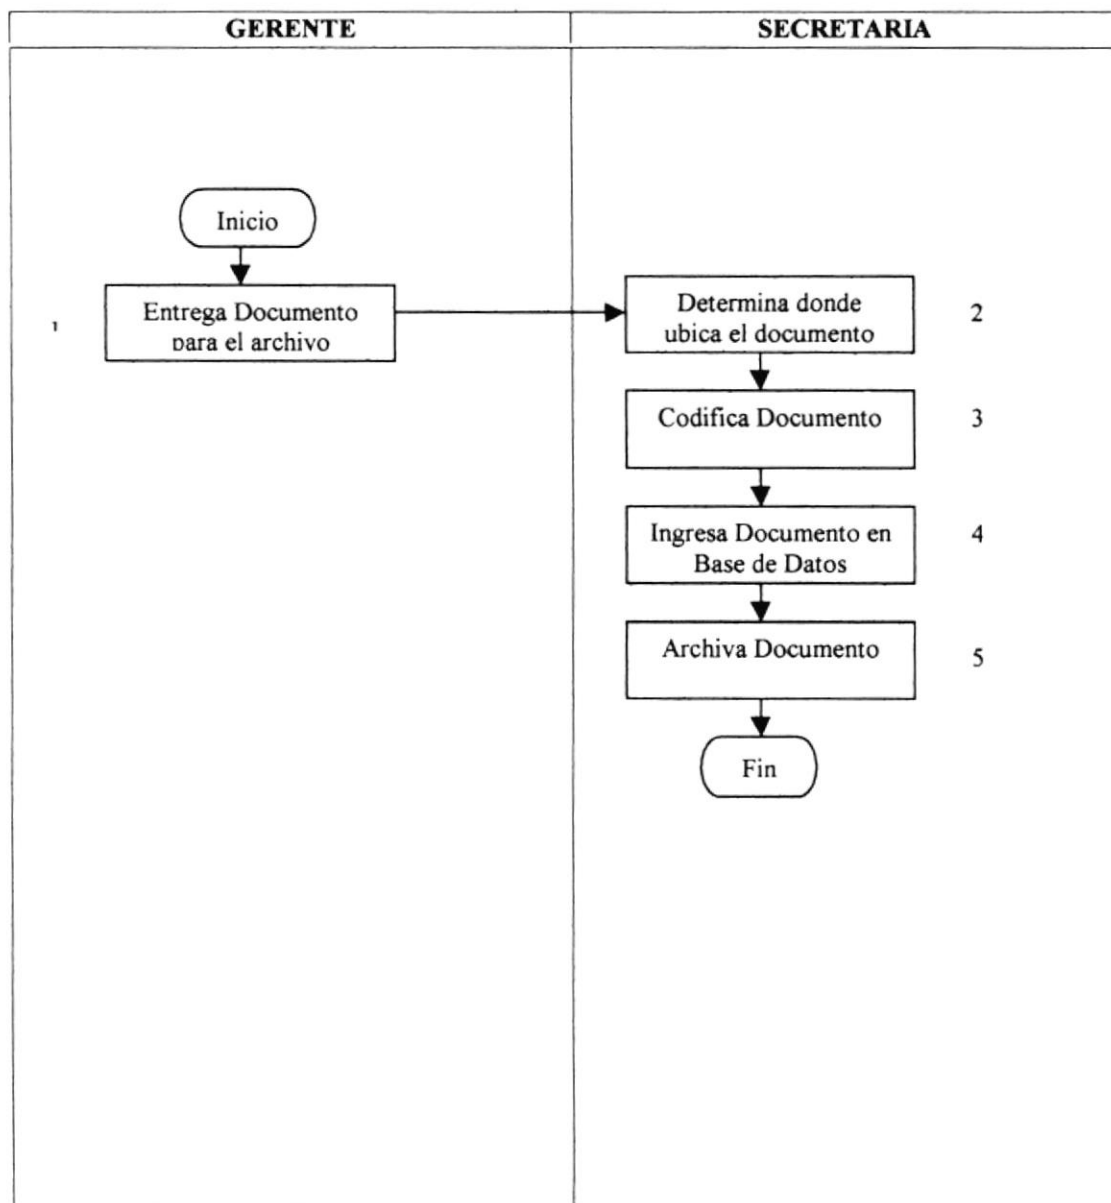 GERENTE
SECRETARIA
Inicio
1
Entrega Documento
para el archivo
Determina donde
ubica el documento
2
Codifica Documento
3
Ingresa Documento en
Base de Datos
4
Archiva Documento
5
Fin